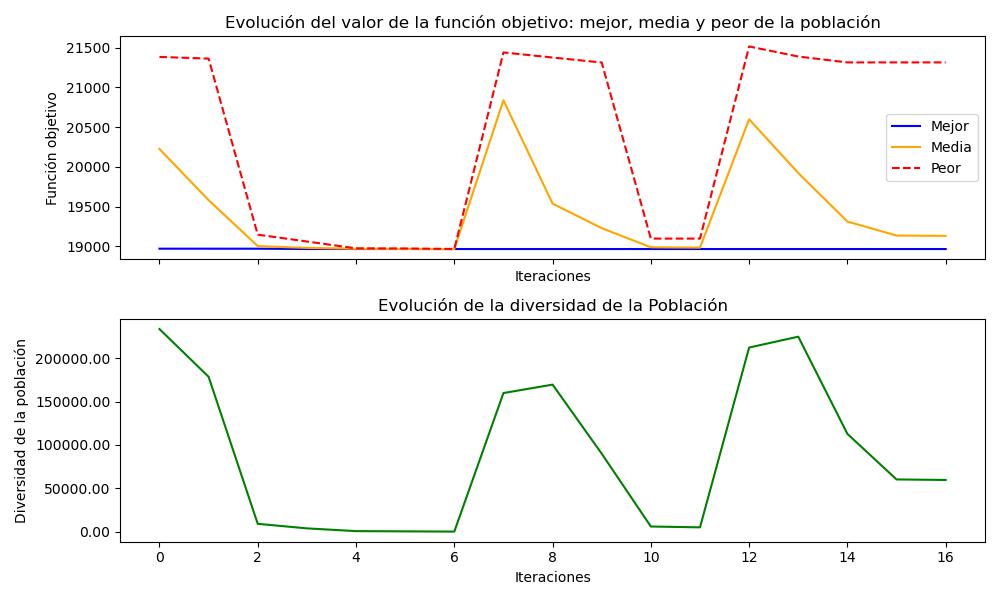 Evolución del valor de la función objetivo: mejor, media y peor de la población
Función objetivo
21500
21000
20500
20000
19500
19000
Mejor
Media
Peor
Iteraciones
Evolución de la diversidad de la Población
Diversidad de la población
200000.00
150000.00
100000.00
50000.00
0.00
0 2 4 6 8 10 12 14 16
Iteraciones